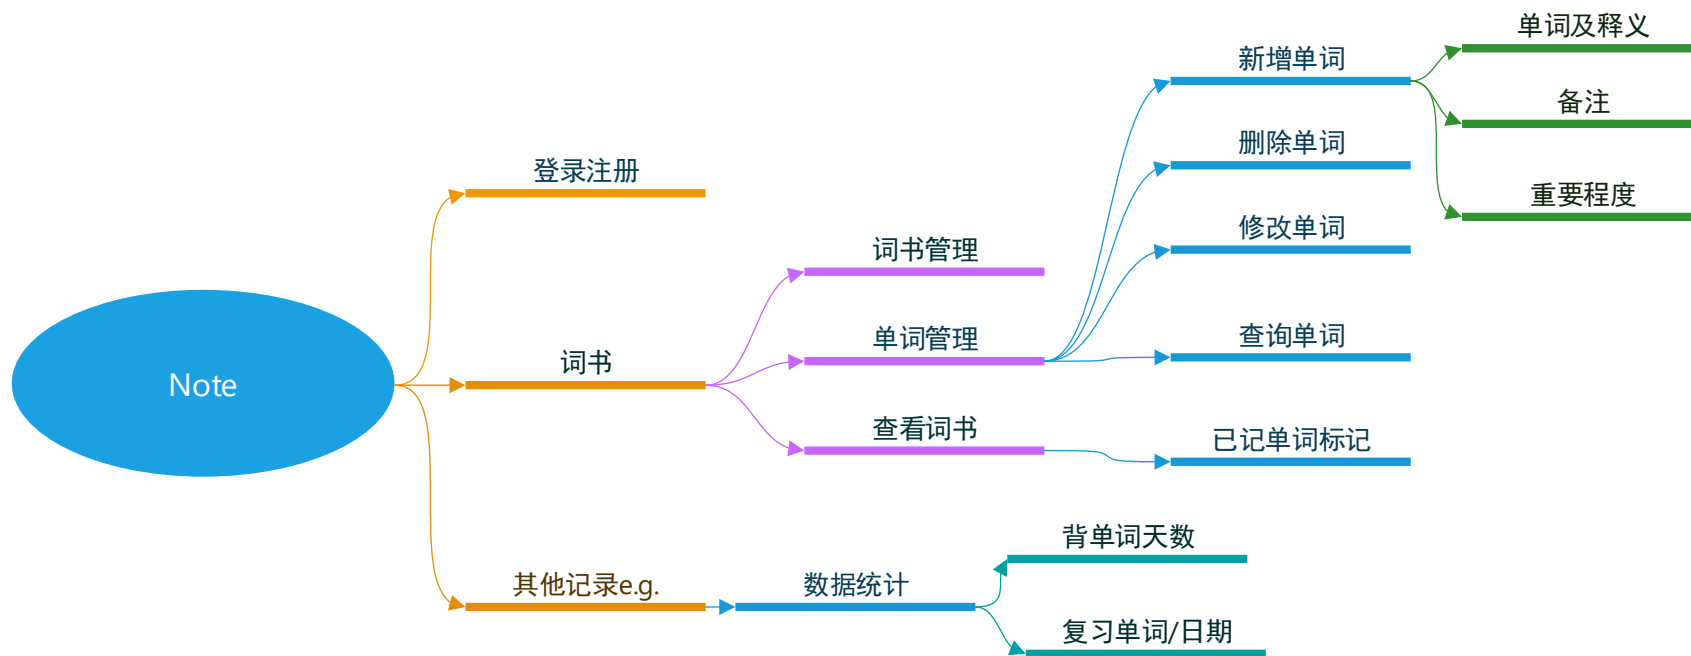 单词及释义
新增单词
备注
删除单词
登录注册
重要程度
修改单词
词书管理
单词管理
查询单词
词书
Note
查看词书
已记单词标记
背单词天数
其他记录e.g.
数据统计
复习单词/日期